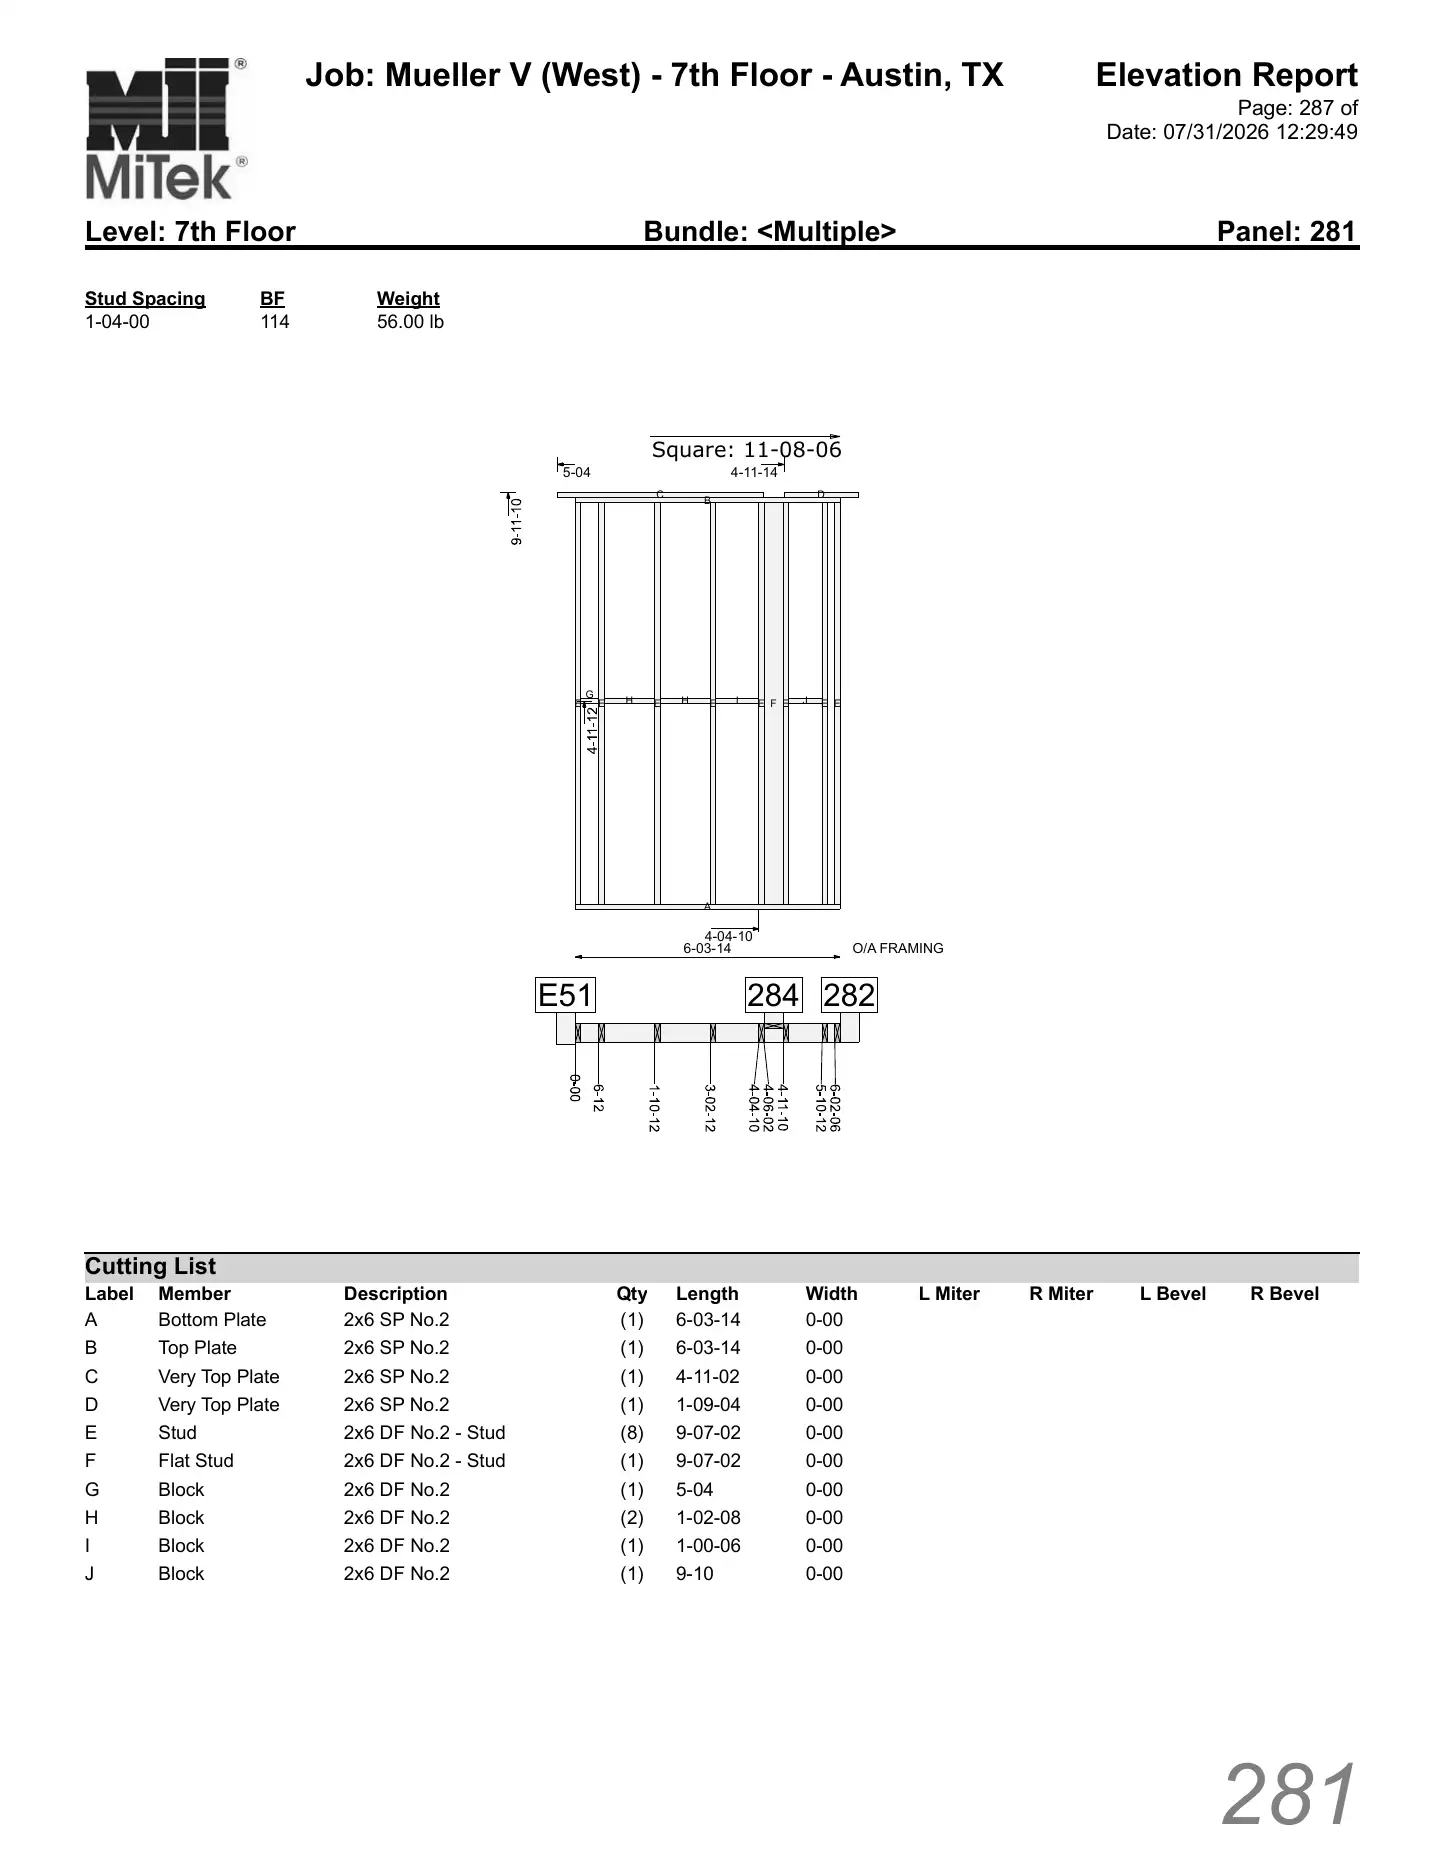 Job: Mueller V (West) - 7th Floor - Austin, TX
Elevation Report
Page: 287 of
Date: 07/31/2026 12:29:49
MiTek®
Level: 7th Floor
Bundle: <Multiple>
Panel: 281
Stud Spacing BF Weight
1-04-00 114 56.00 lb
Square: 11-08-06
5-04
4-11-14
C
D
B
9-11-10
G
H
H
I
J
E
E
E
E
E
F
E
E
E
4-11-12
A
4-04-10
6-03-14
O/A FRAMING
E51
284
282
0-00
6-12
1-10-12
3-02-12
4-04-10
4-06-02
4-11-10
5-10-12
6-02-06
Cutting List
Label Member Description Qty Length Width L Miter R Miter L Bevel R Bevel
A Bottom Plate 2x6 SP No.2 (1) 6-03-14 0-00
B Top Plate 2x6 SP No.2 (1) 6-03-14 0-00
C Very Top Plate 2x6 SP No.2 (1) 4-11-02 0-00
D Very Top Plate 2x6 SP No.2 (1) 1-09-04 0-00
E Stud 2x6 DF No.2 - Stud (8) 9-07-02 0-00
F Flat Stud 2x6 DF No.2 - Stud (1) 9-07-02 0-00
G Block 2x6 DF No.2 (1) 5-04 0-00
H Block 2x6 DF No.2 (2) 1-02-08 0-00
I Block 2x6 DF No.2 (1) 1-00-06 0-00
J Block 2x6 DF No.2 (1) 9-10 0-00
281